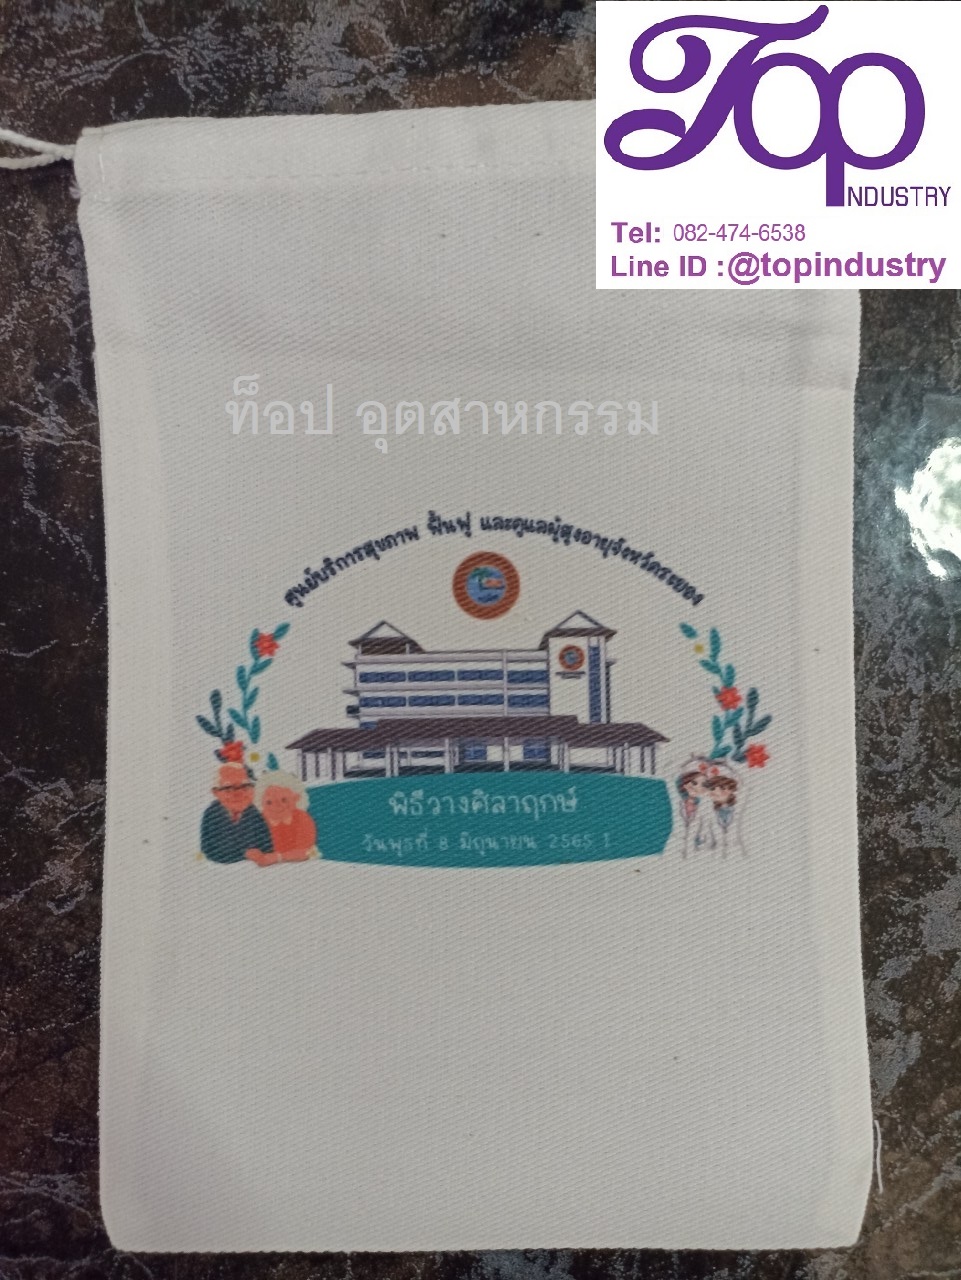 Top
INDUSTRY
Tel: 082-474-6538
Line ID :@topindustry
ท็อป อุตสาหกรรม
ศูนย์บริการสุขภาพ ฟื้นฟู และดูแลผู้สูงอายุจังหวัดระยอง
พิธีวางศิลาฤกษ์
วันพุธที่ 8 มิถุนายน 2565